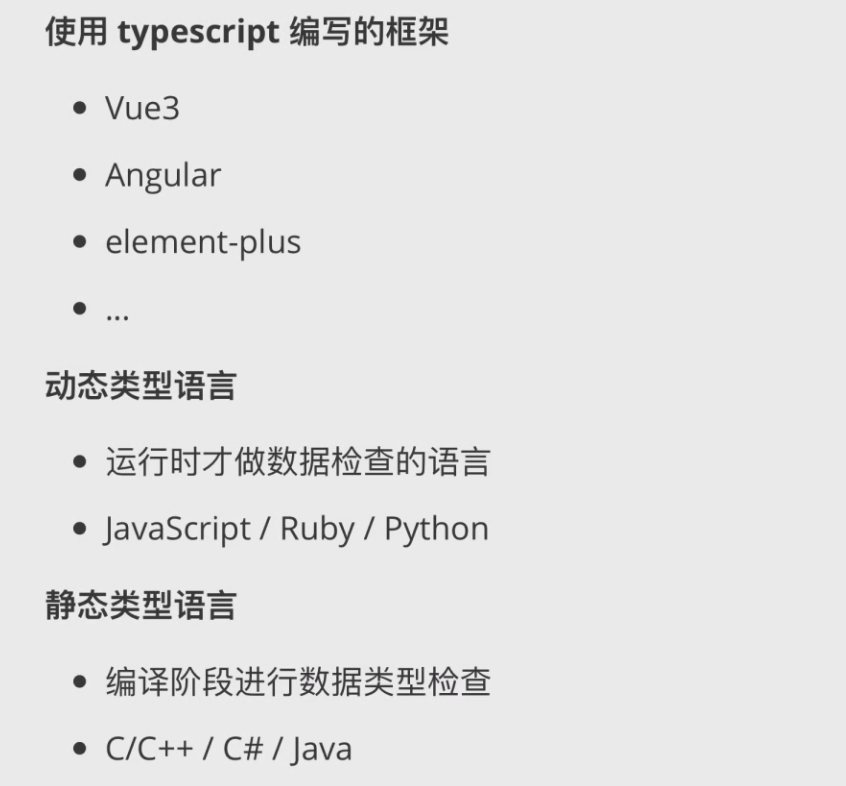 使用 typescript 编写的框架
• Vue3
• Angular
• element-plus
• ...
动态类型语言
• 运行时才做数据检查的语言
• JavaScript / Ruby / Python
静态类型语言
• 编译阶段进行数据类型检查
• C/C++ / C# / Java